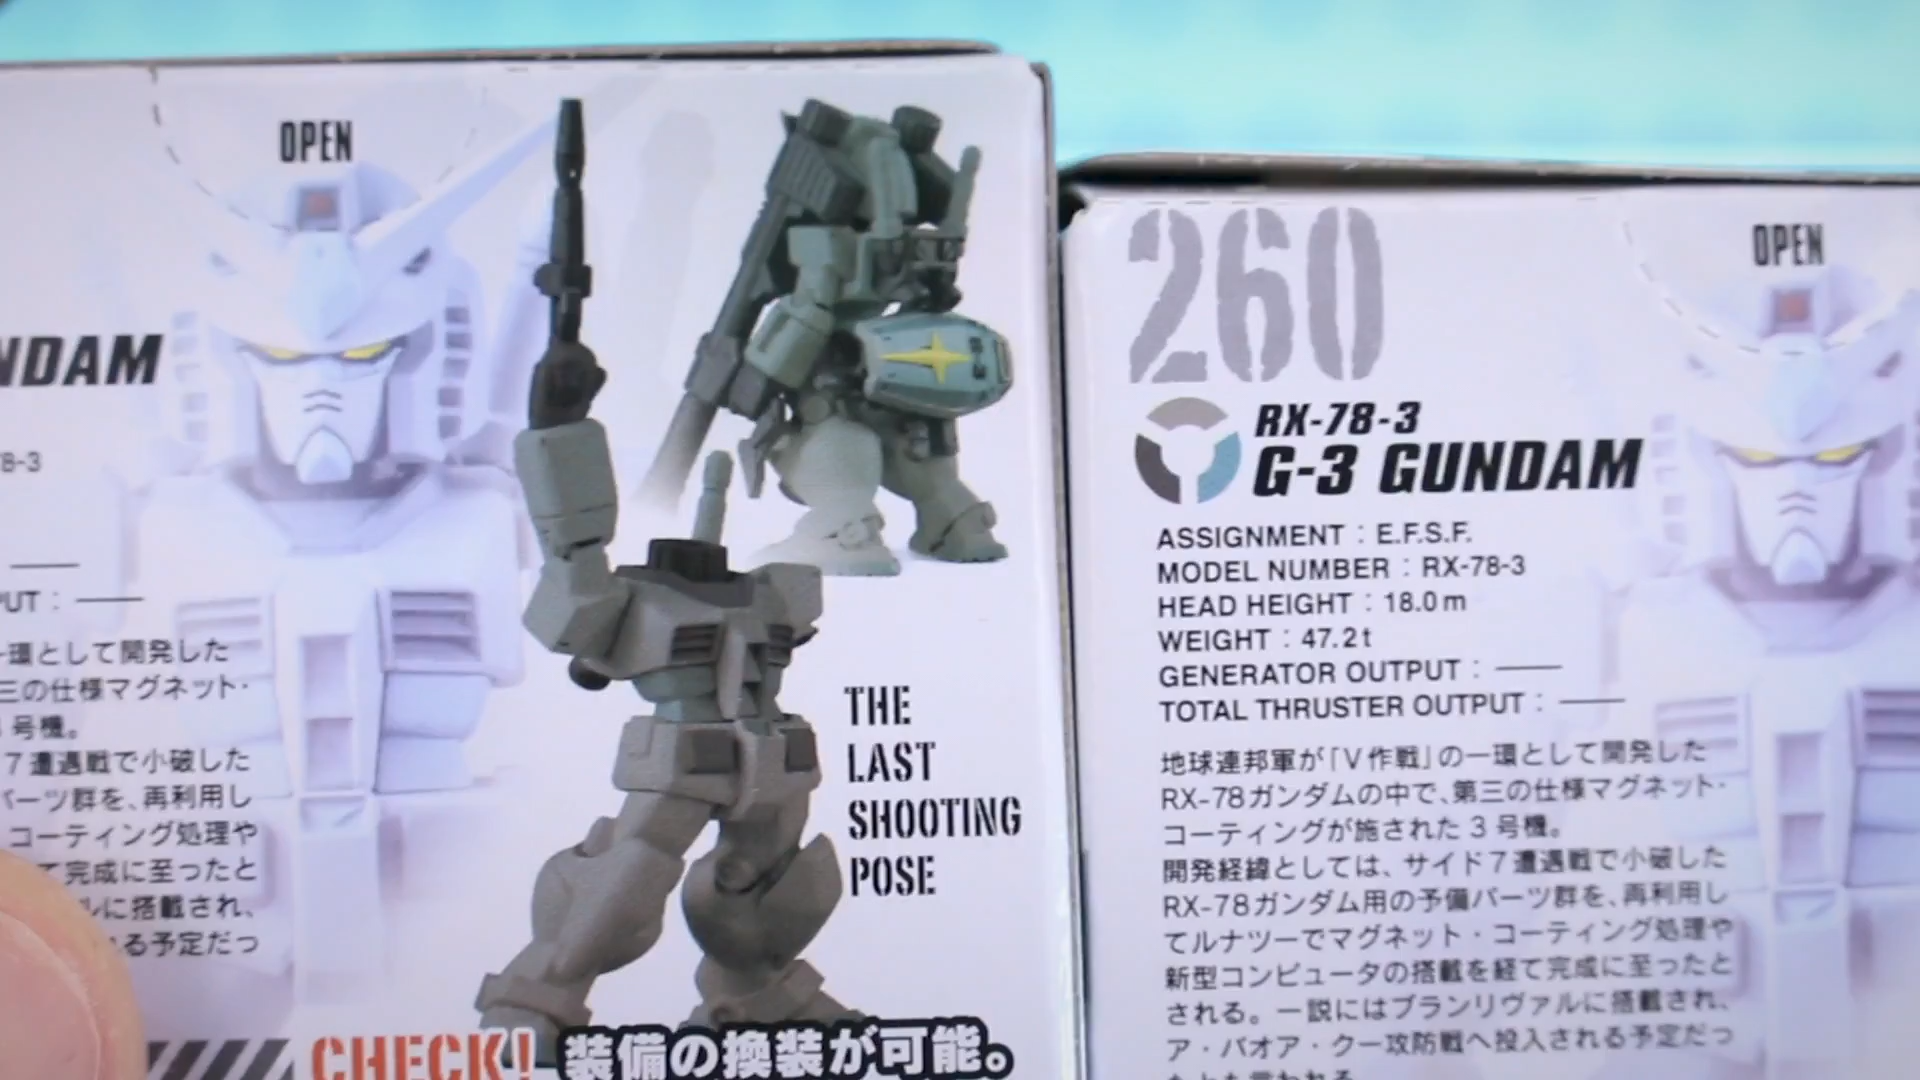 OPEN
NDAM
8-3
PUT : ——
一環として開発した
三の仕様マグネット・
号機。
7遭遇戦で小破した
パーツ群を、再利用し
コーティング処理や
て完成に至ったと
ルに搭載され、
る予定だっ
THE
LAST
SHOOTING
POSE
CHECK! 装備の換装が可能。
G-3
260
OPEN
RX-78-3
G-3 GUNDAM
ASSIGNMENT : E.F.S.F.
MODEL NUMBER : RX-78-3
HEAD HEIGHT : 18.0m
WEIGHT : 47.2t
GENERATOR OUTPUT : ——
TOTAL THRUSTER OUTPUT : ——
地球連邦軍が「V作戦」の一環として開発した
RX-78ガンダムの中で、第三の仕様マグネット・
コーティングが施された3号機。
開発経緯としては、サイド7遭遇戦で小破した
RX-78ガンダム用の予備パーツ群を、再利用し
てルナツーでマグネット・コーティング処理や
新型コンピュータの搭載を経て完成に至ったと
される。一説にはブランリヴァルに搭載され、
ア・バオア・クー攻防戦へ投入される予定だっ
たとも言われる